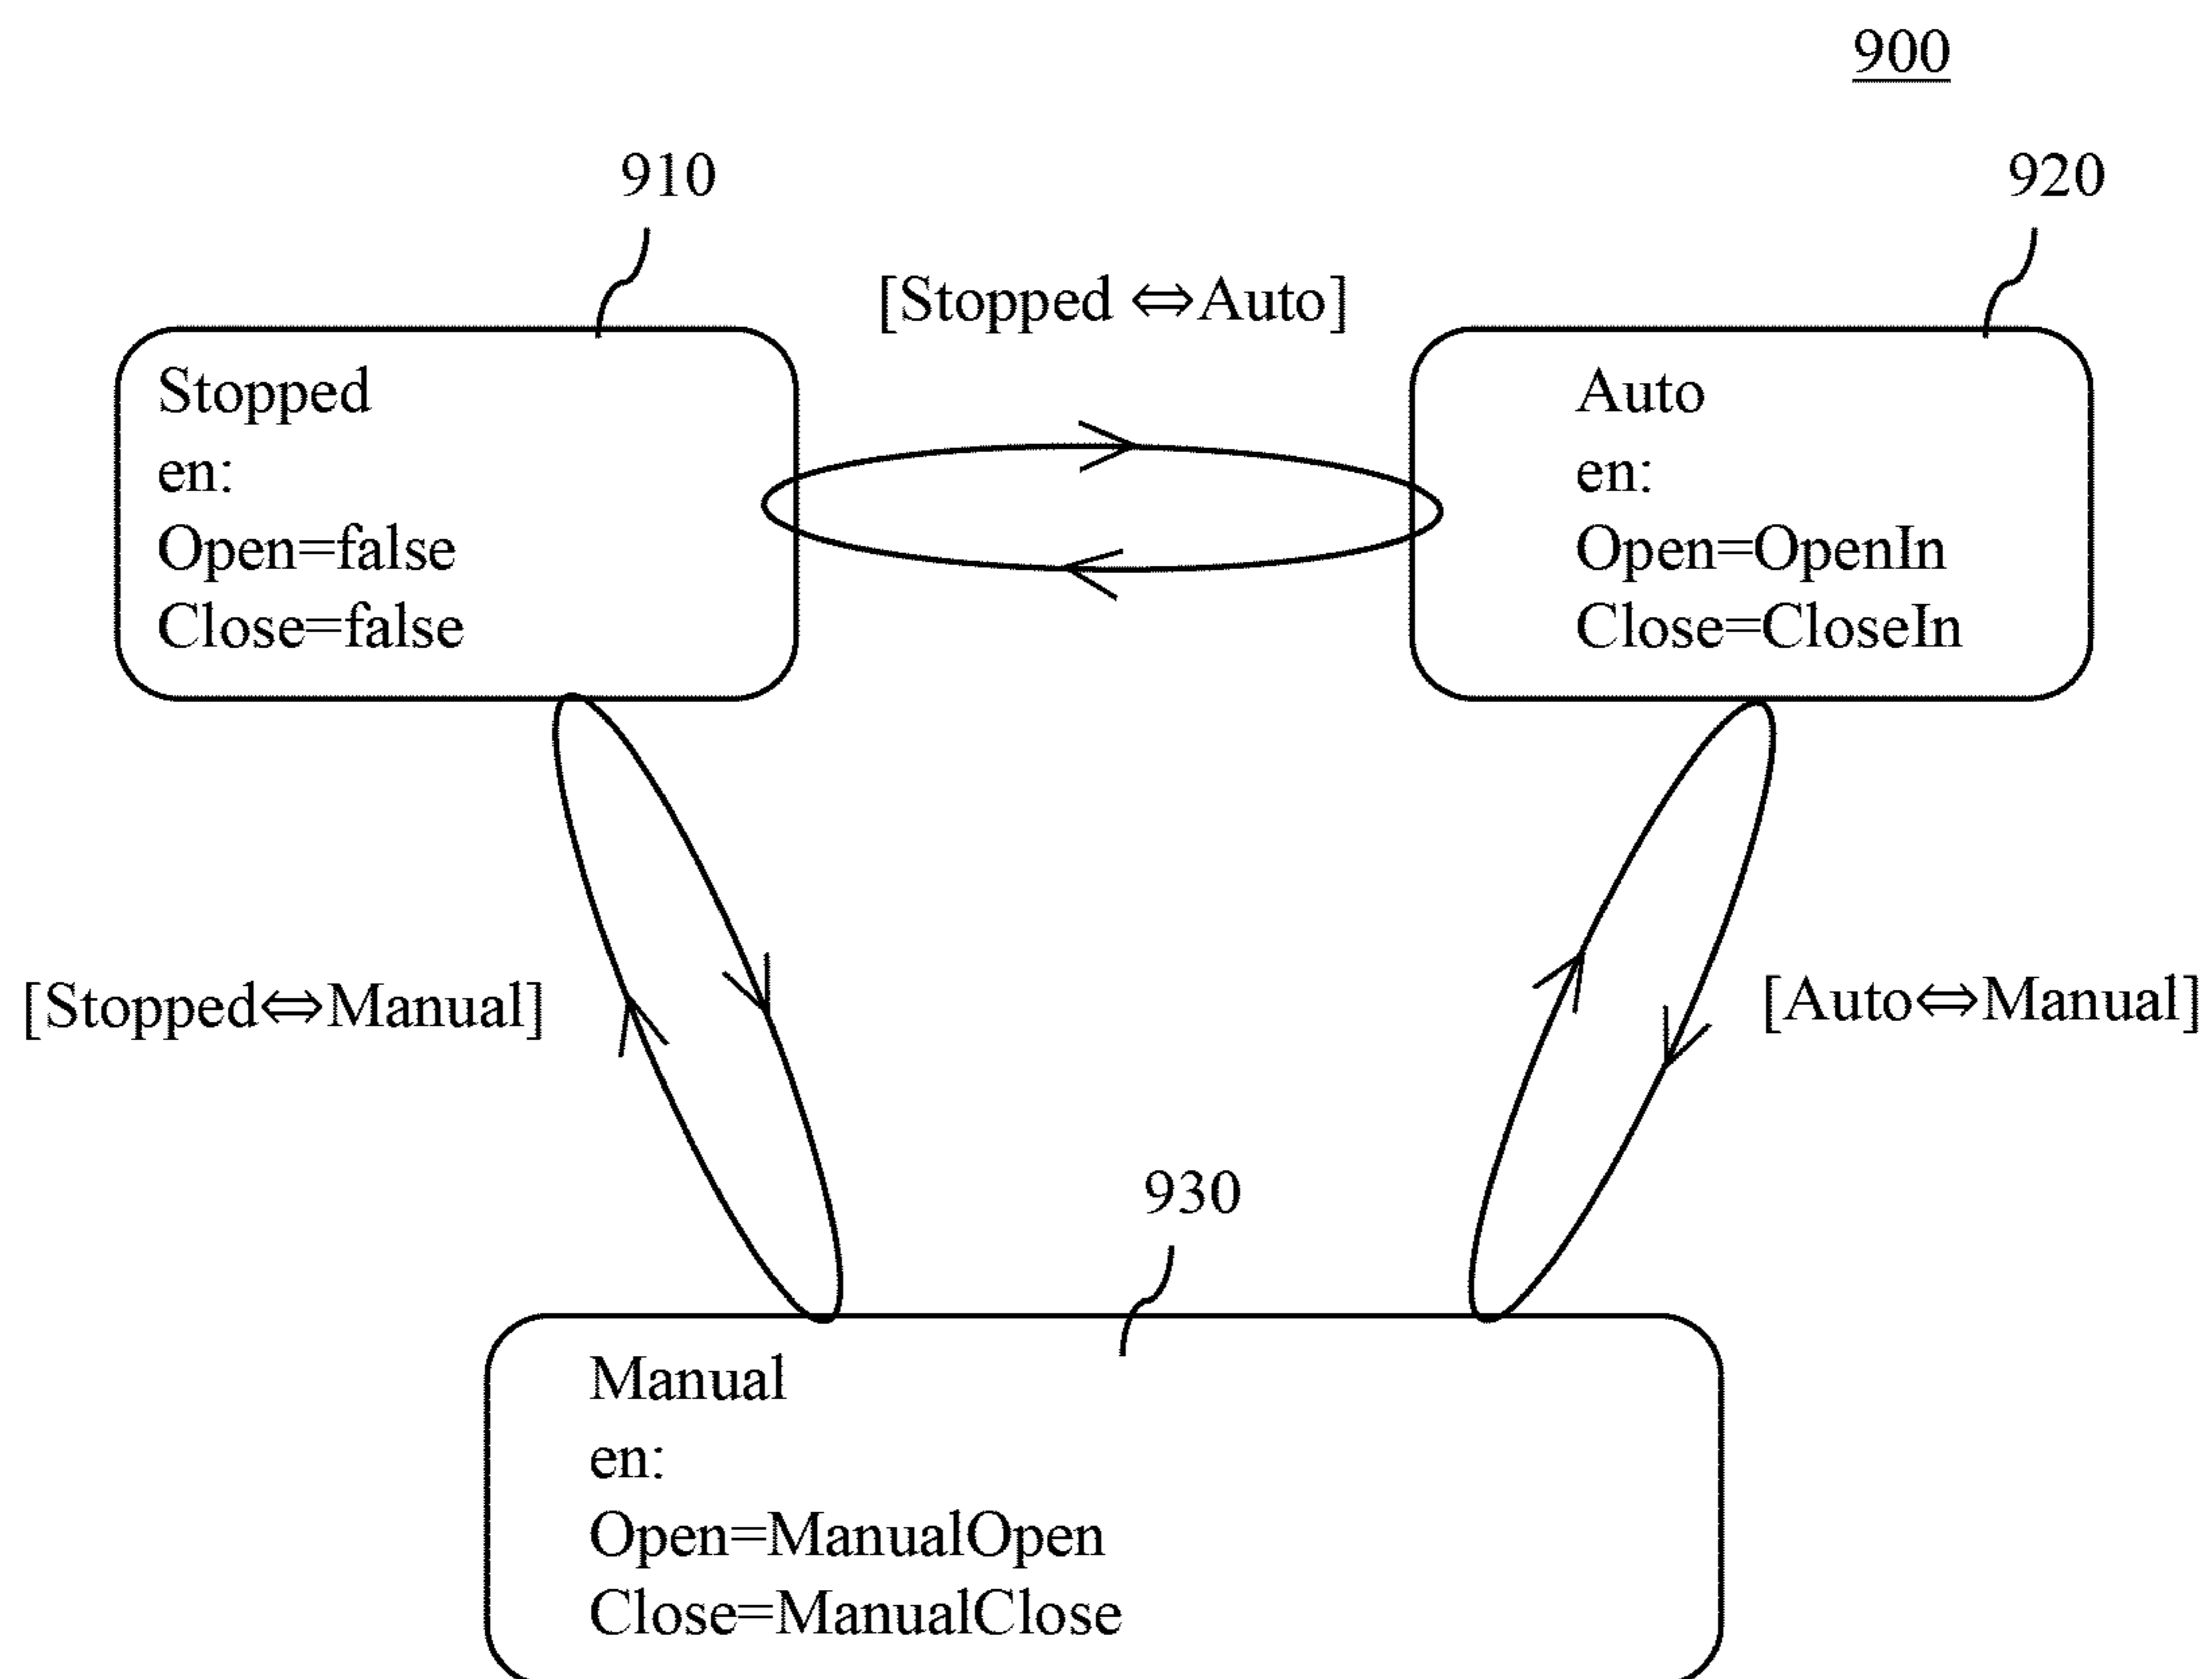 900
910
920
[Stopped ⇔Auto]
Stopped
en:
Open=false
Close=false
Auto
en:
Open=OpenIn
Close=CloseIn
[Stopped⇔Manual]
[Auto⇔Manual]
930
Manual
en:
Open=ManualOpen
Close=ManualClose